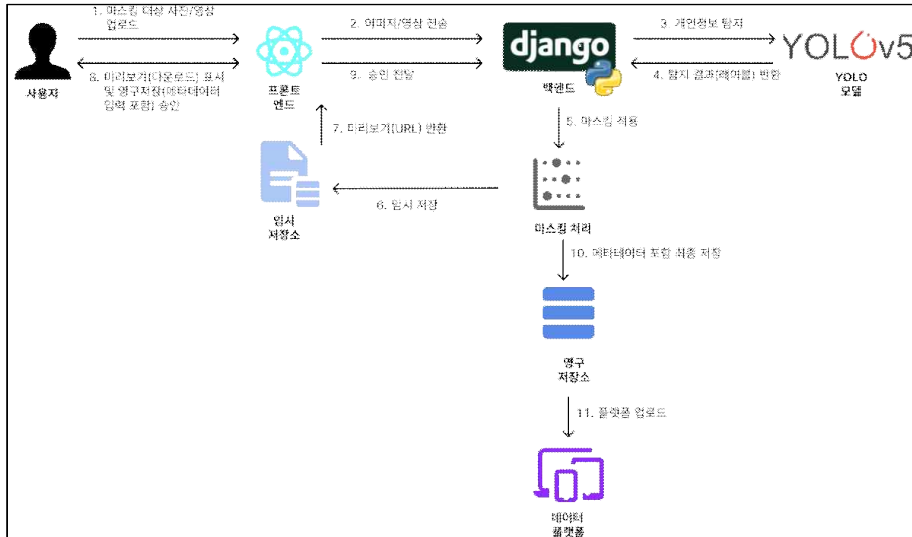 1. 마스킹 대상 사진/영상
업로드
2. 이미지/영상 전송
3. 개인정보 탐지
django
YOLOv5
8. 미리보기(다운로드) 표시
및 영구저장(메타데이터
입력 포함) 승인
9. 승인 전달
4. 탐지 결과(레이블) 반환
사용자
프론트
엔드
백엔드
YOLO
모델
7. 미리보기(URL) 반환
5. 마스킹 적용
6. 임시 저장
임시
저장소
마스킹 처리
10. 메타데이터 포함 최종 저장
영구
저장소
11. 플랫폼 업로드
데이터
플랫폼